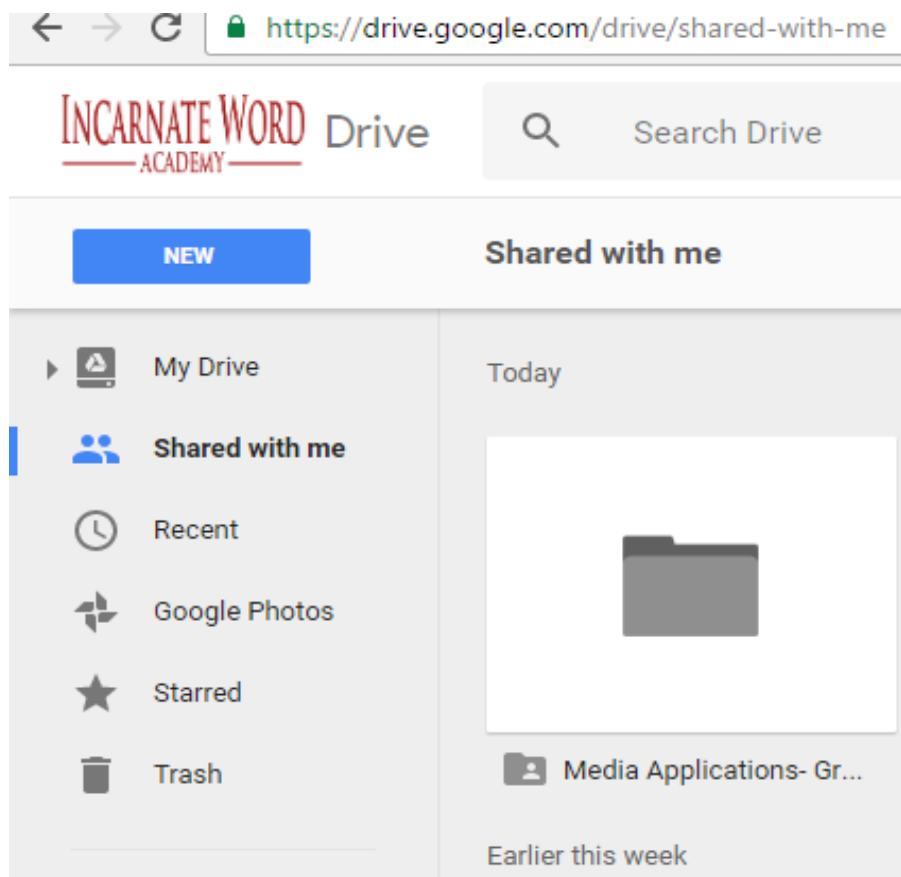 https://drive.google.com/drive/shared-with-me
INCARNATE WORD
ACADEMY
Drive
Search Drive
NEW
Shared with me
My Drive
Shared with me
Recent
Google Photos
Starred
Trash
Today
Media Applications- Gr...
Earlier this week